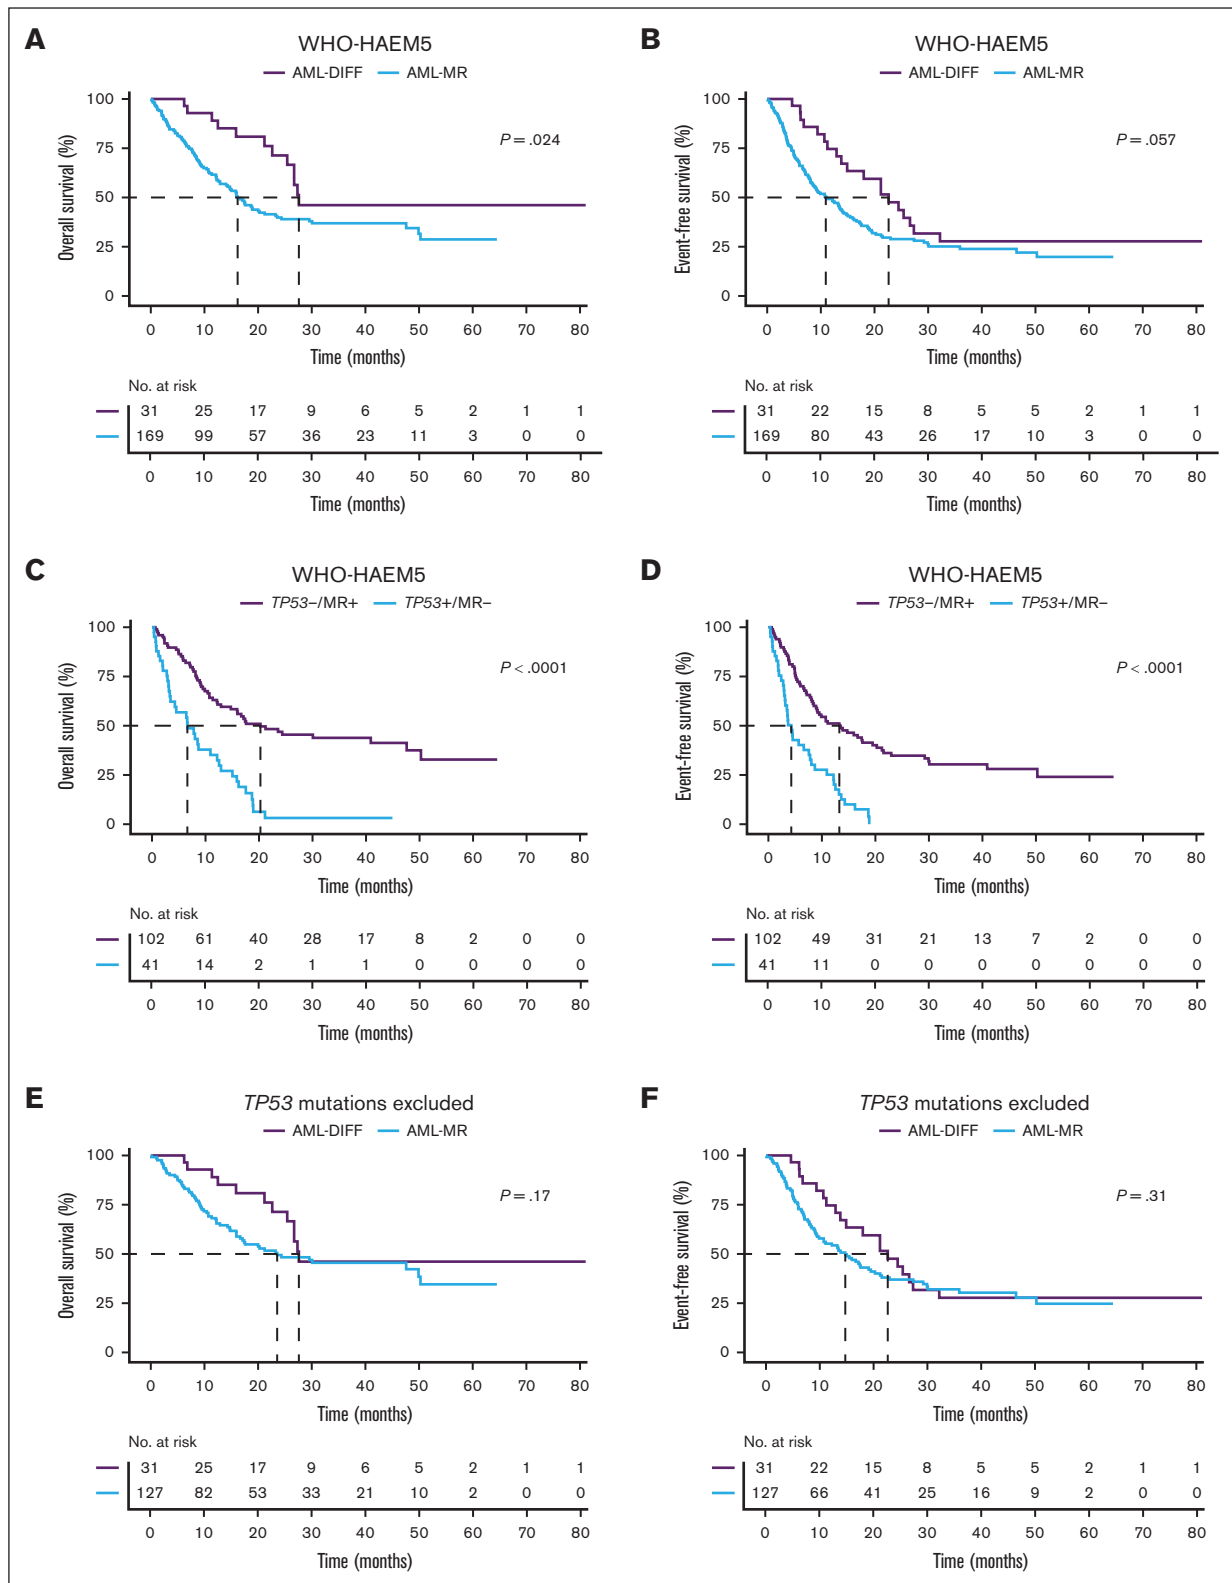 A
WHO-HAEM5
AML-DIFF AML-MR
Overall survival (%)
100
75
50
25
0
P = .024
0 10 20 30 40 50 60 70 80
Time (months)
No. at risk
31 25 17 9 6 5 2 1 1
169 99 57 36 23 11 3 0 0
0 10 20 30 40 50 60 70 80
Time (months)
B
WHO-HAEM5
AML-DIFF AML-MR
Event-free survival (%)
100
75
50
25
0
P = .057
0 10 20 30 40 50 60 70 80
Time (months)
No. at risk
31 22 15 8 5 5 2 1 1
169 80 43 26 17 10 3 0 0
0 10 20 30 40 50 60 70 80
Time (months)
C
WHO-HAEM5
TP53−/MR+ TP53+/MR−
Overall survival (%)
100
75
50
25
0
P < .0001
0 10 20 30 40 50 60 70 80
Time (months)
No. at risk
102 61 40 28 17 8 2 0 0
41 14 2 1 1 0 0 0 0
0 10 20 30 40 50 60 70 80
Time (months)
D
WHO-HAEM5
TP53−/MR+ TP53+/MR−
Event-free survival (%)
100
75
50
25
0
P < .0001
0 10 20 30 40 50 60 70 80
Time (months)
No. at risk
102 49 31 21 13 7 2 0 0
41 11 0 0 0 0 0 0 0
0 10 20 30 40 50 60 70 80
Time (months)
E
TP53 mutations excluded
AML-DIFF AML-MR
Overall survival (%)
100
75
50
25
0
P = .17
0 10 20 30 40 50 60 70 80
Time (months)
No. at risk
31 25 17 9 6 5 2 1 1
127 82 53 33 21 10 2 0 0
0 10 20 30 40 50 60 70 80
Time (months)
F
TP53 mutations excluded
AML-DIFF AML-MR
Event-free survival (%)
100
75
50
25
0
P = .31
0 10 20 30 40 50 60 70 80
Time (months)
No. at risk
31 22 15 8 5 5 2 1 1
127 66 41 25 16 9 2 0 0
0 10 20 30 40 50 60 70 80
Time (months)